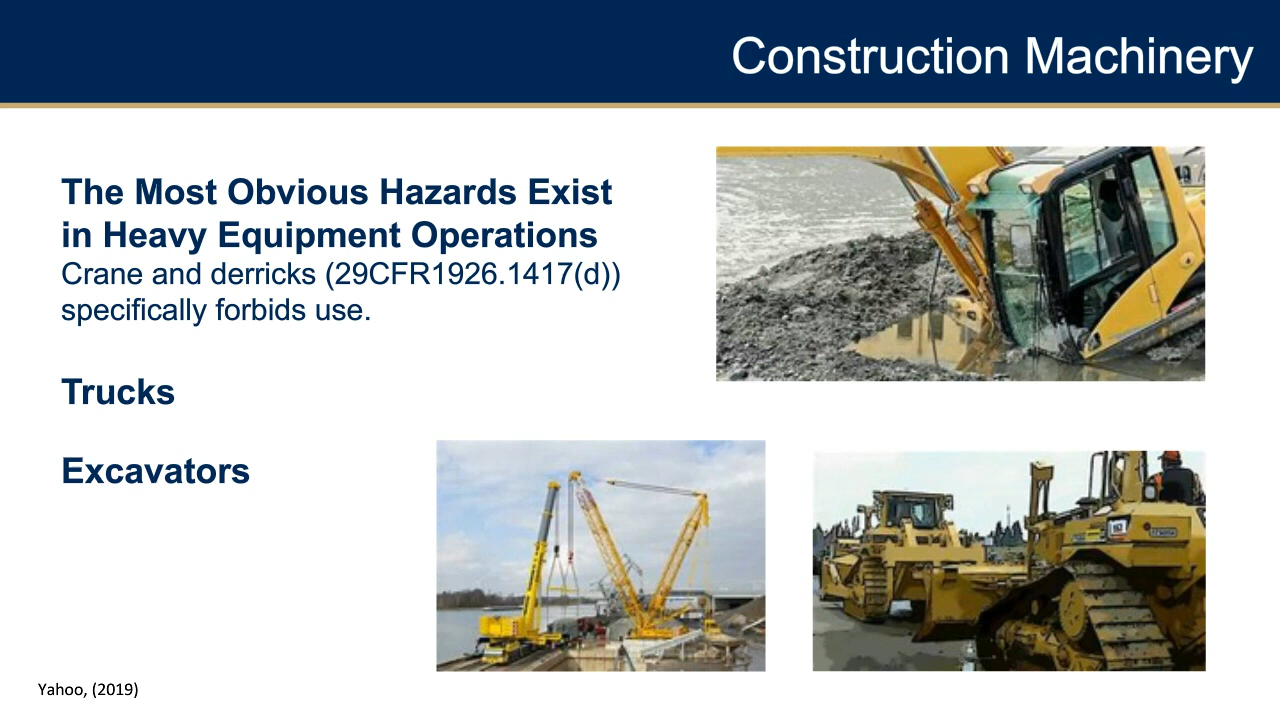 Construction Machinery
The Most Obvious Hazards Exist
in Heavy Equipment Operations
Crane and derricks (29CFR1926.1417(d))
specifically forbids use.
Trucks
Excavators
Yahoo, (2019)